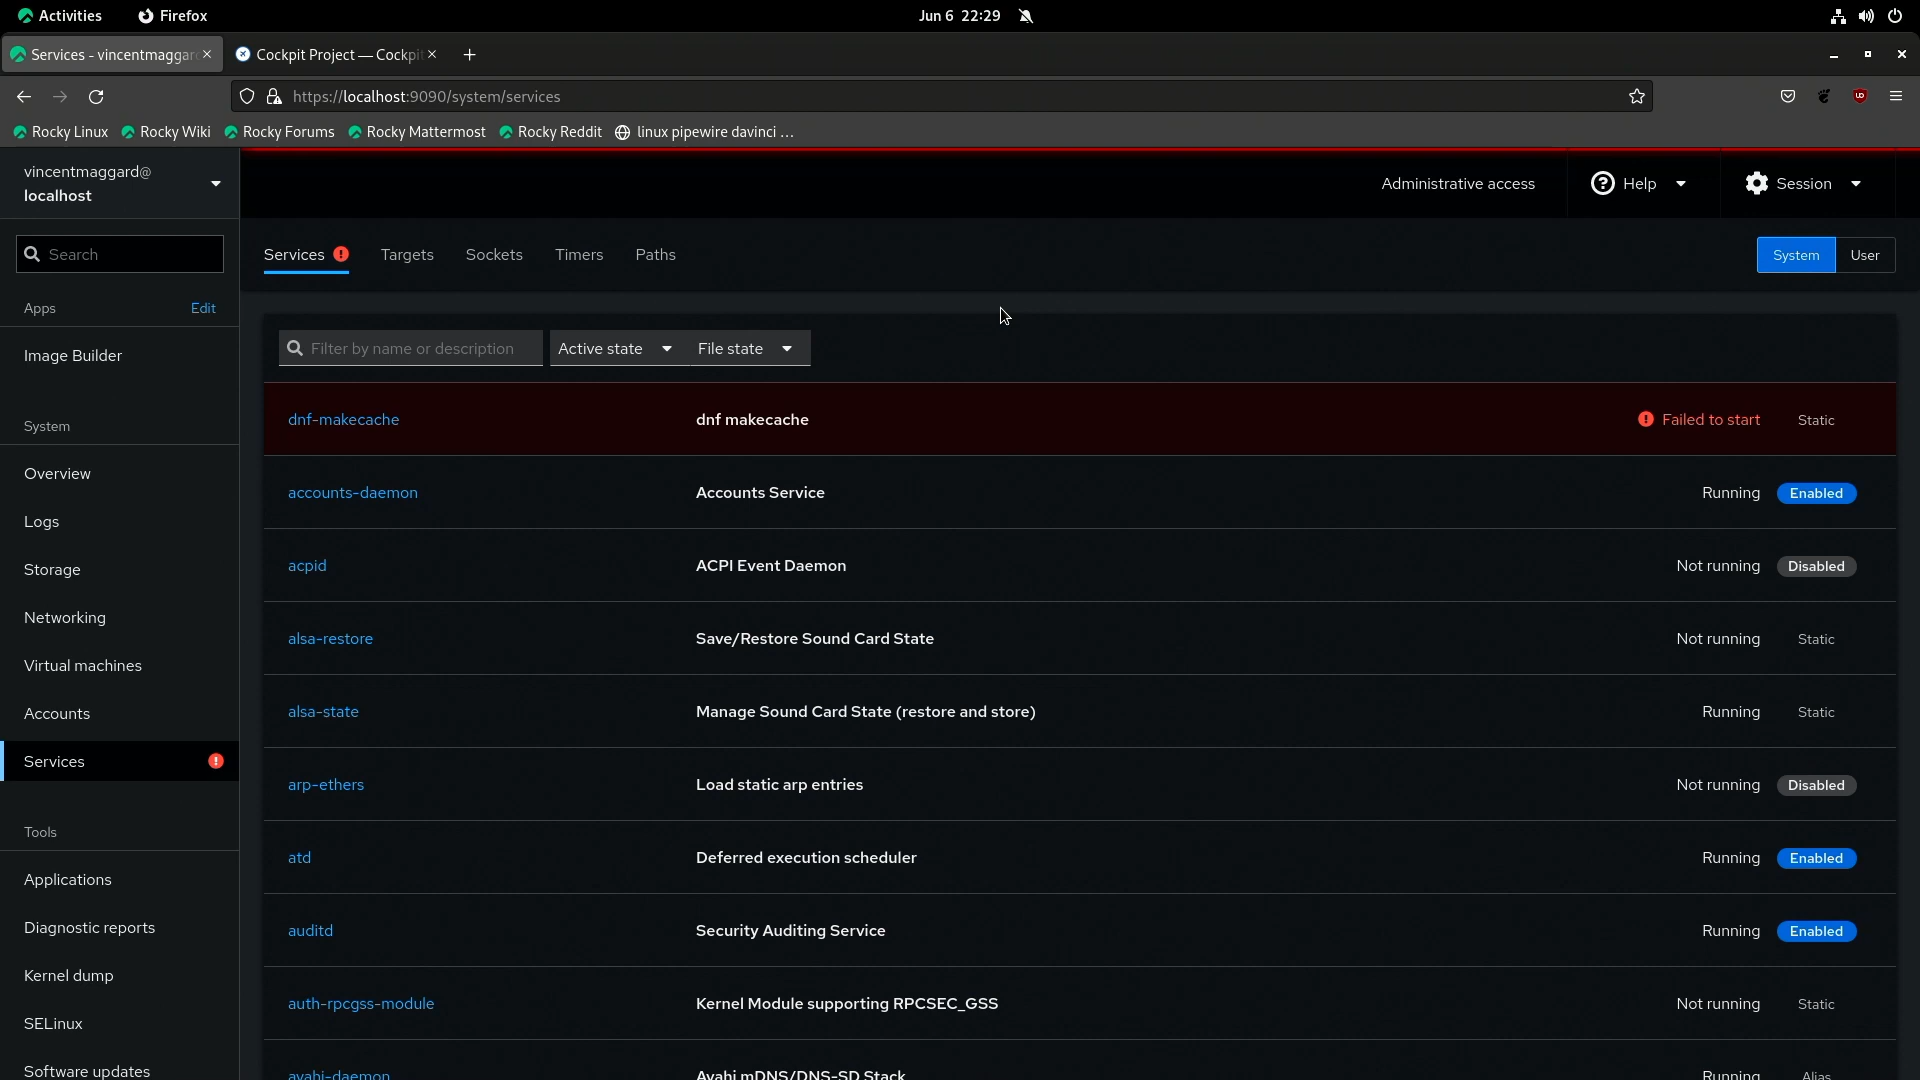 Activities Firefox Jun 6 22:29
Services - vincentmaggar Cockpit Project — Cockpit
https://localhost:9090/system/services
Rocky Linux Rocky Wiki Rocky Forums Rocky Mattermost Rocky Reddit linux pipewire davinci ...
vincentmaggard@
localhost
Administrative access Help Session
Search
Services Targets Sockets Timers Paths System User
Apps Edit
Image Builder
System
Overview
Logs
Storage
Networking
Virtual machines
Accounts
Services
Tools
Applications
Diagnostic reports
Kernel dump
SELinux
Software updates
Filter by name or description Active state File state
dnf-makecache dnf makecache Failed to start Static
accounts-daemon Accounts Service Running Enabled
acpid ACPI Event Daemon Not running Disabled
alsa-restore Save/Restore Sound Card State Not running Static
alsa-state Manage Sound Card State (restore and store) Running Static
arp-ethers Load static arp entries Not running Disabled
atd Deferred execution scheduler Running Enabled
auditd Security Auditing Service Running Enabled
auth-rpcgss-module Kernel Module supporting RPCSEC_GSS Not running Static
avahi-daemon Avahi mDNS/DNS-SD Stack Running Alias